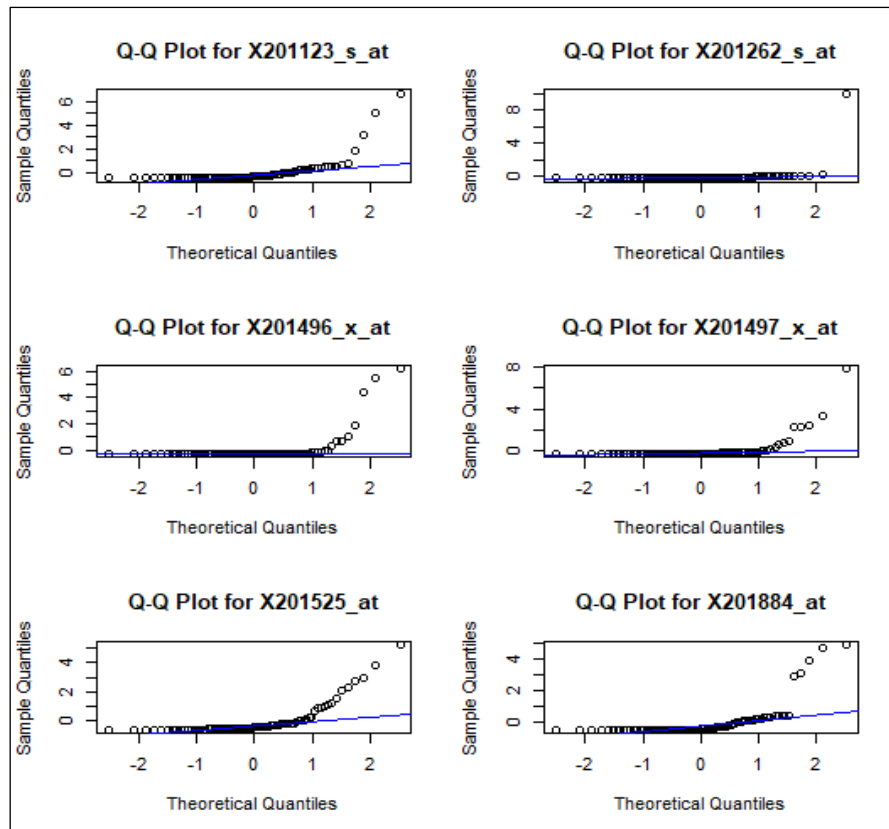 Q-Q Plot for X201123_s_at
Sample Quantiles
0 2 4 6
-2 -1 0 1 2
Theoretical Quantiles
Q-Q Plot for X201262_s_at
Sample Quantiles
0 4 8
-2 -1 0 1 2
Theoretical Quantiles
Q-Q Plot for X201496_x_at
Sample Quantiles
0 2 4 6
-2 -1 0 1 2
Theoretical Quantiles
Q-Q Plot for X201497_x_at
Sample Quantiles
0 4 8
-2 -1 0 1 2
Theoretical Quantiles
Q-Q Plot for X201525_at
Sample Quantiles
0 2 4
-2 -1 0 1 2
Theoretical Quantiles
Q-Q Plot for X201884_at
Sample Quantiles
0 2 4
-2 -1 0 1 2
Theoretical Quantiles